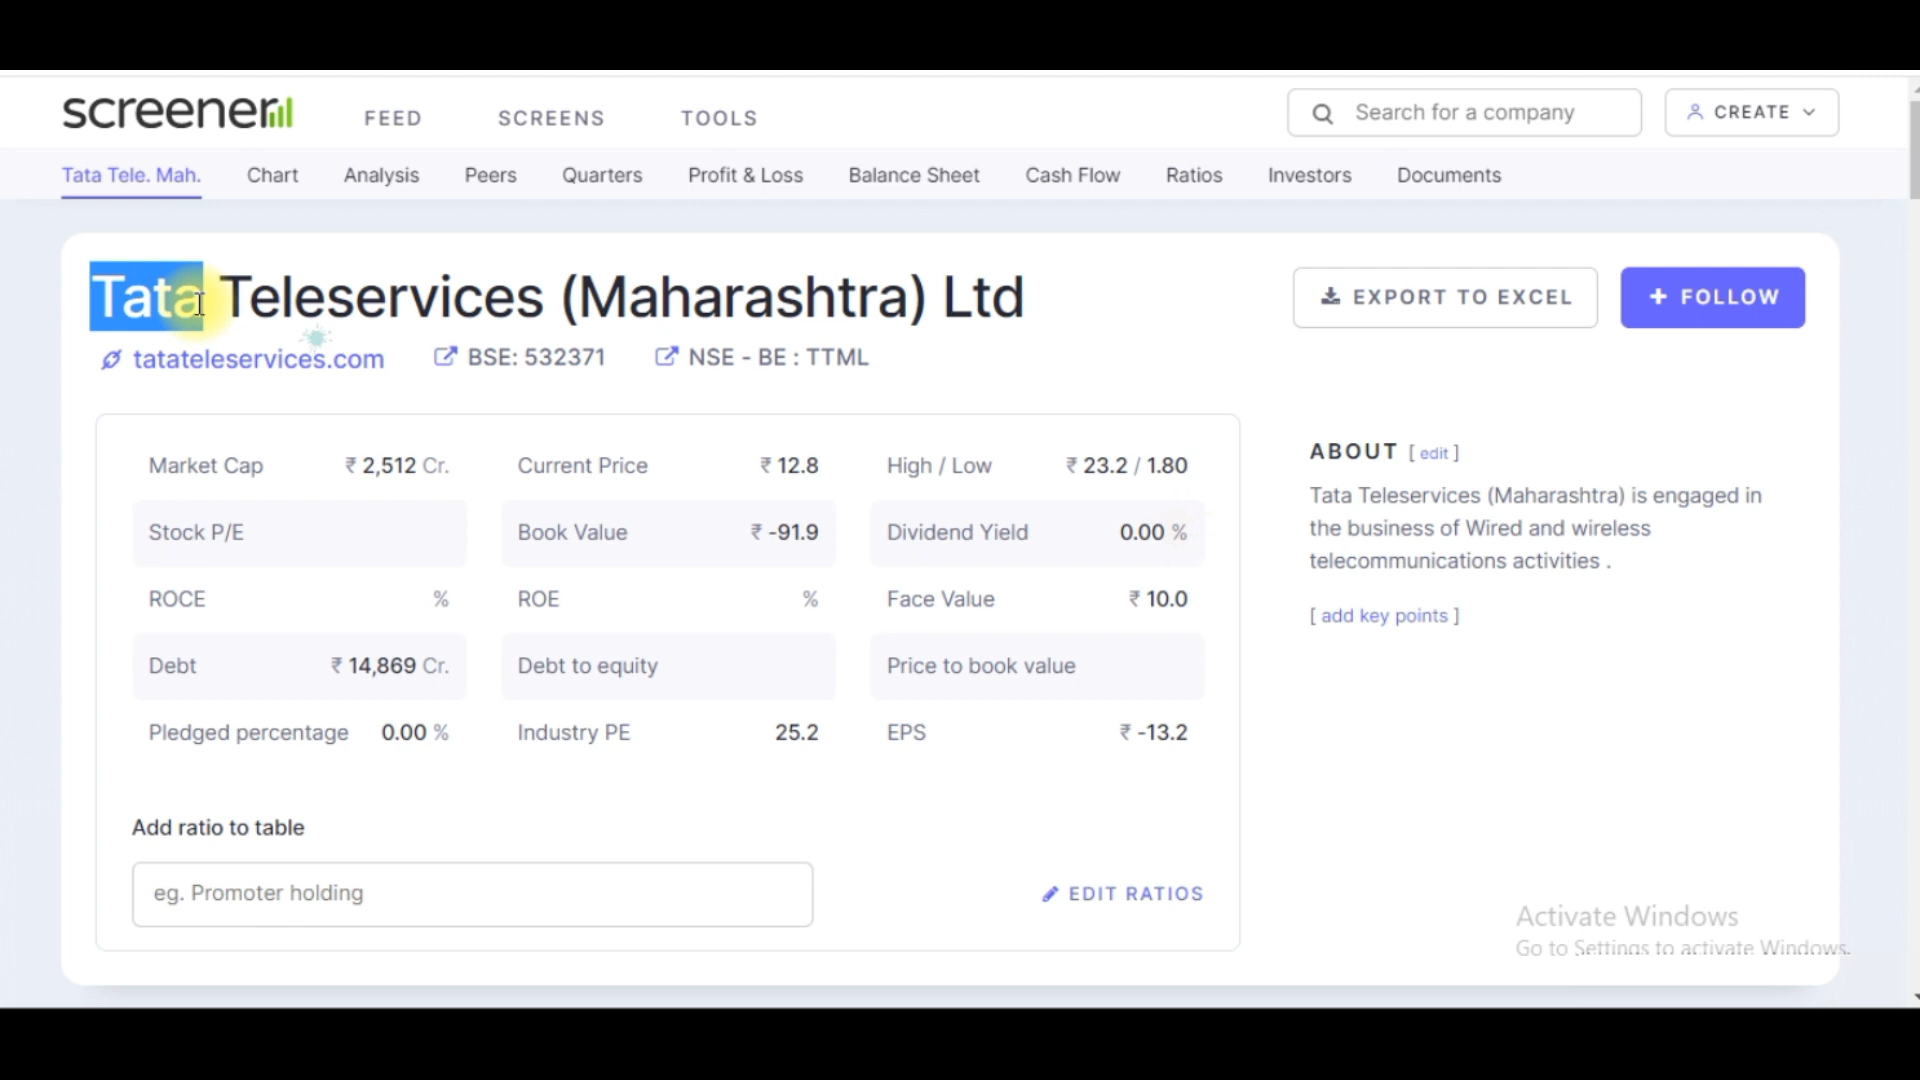 screener
FEED SCREENS TOOLS
Search for a company
CREATE
Tata Tele. Mah. Chart Analysis Peers Quarters Profit & Loss Balance Sheet Cash Flow Ratios Investors Documents
Tata Teleservices (Maharashtra) Ltd
EXPORT TO EXCEL
+ FOLLOW
tatateleservices.com BSE: 532371 NSE - BE : TTML
Market Cap ₹ 2,512 Cr. Current Price ₹ 12.8 High / Low ₹ 23.2 / 1.80
Stock P/E Book Value ₹ -91.9 Dividend Yield 0.00 %
ROCE % ROE % Face Value ₹ 10.0
Debt ₹ 14,869 Cr. Debt to equity Price to book value
Pledged percentage 0.00 % Industry PE 25.2 EPS ₹ -13.2
Add ratio to table
eg. Promoter holding
EDIT RATIOS
ABOUT [ edit ]
Tata Teleservices (Maharashtra) is engaged in
the business of Wired and wireless
telecommunications activities .
[ add key points ]
Activate Windows
Go to Settings to activate Windows.